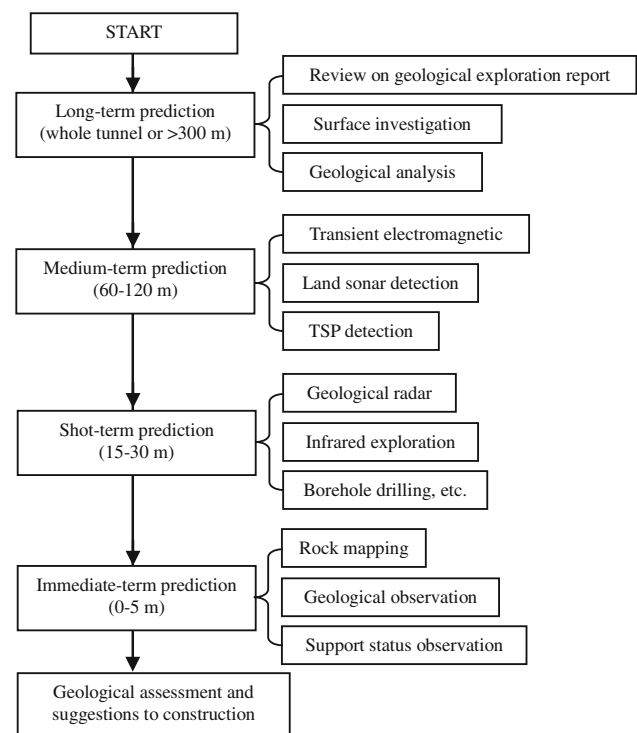 START
Long-term prediction
(whole tunnel or >300 m)
Review on geological exploration report
Surface investigation
Geological analysis
Medium-term prediction
(60-120 m)
Transient electromagnetic
Land sonar detection
TSP detection
Shot-term prediction
(15-30 m)
Geological radar
Infrared exploration
Borehole drilling, etc.
Immediate-term prediction
(0-5 m)
Rock mapping
Geological observation
Support status observation
Geological assessment and
suggestions to construction